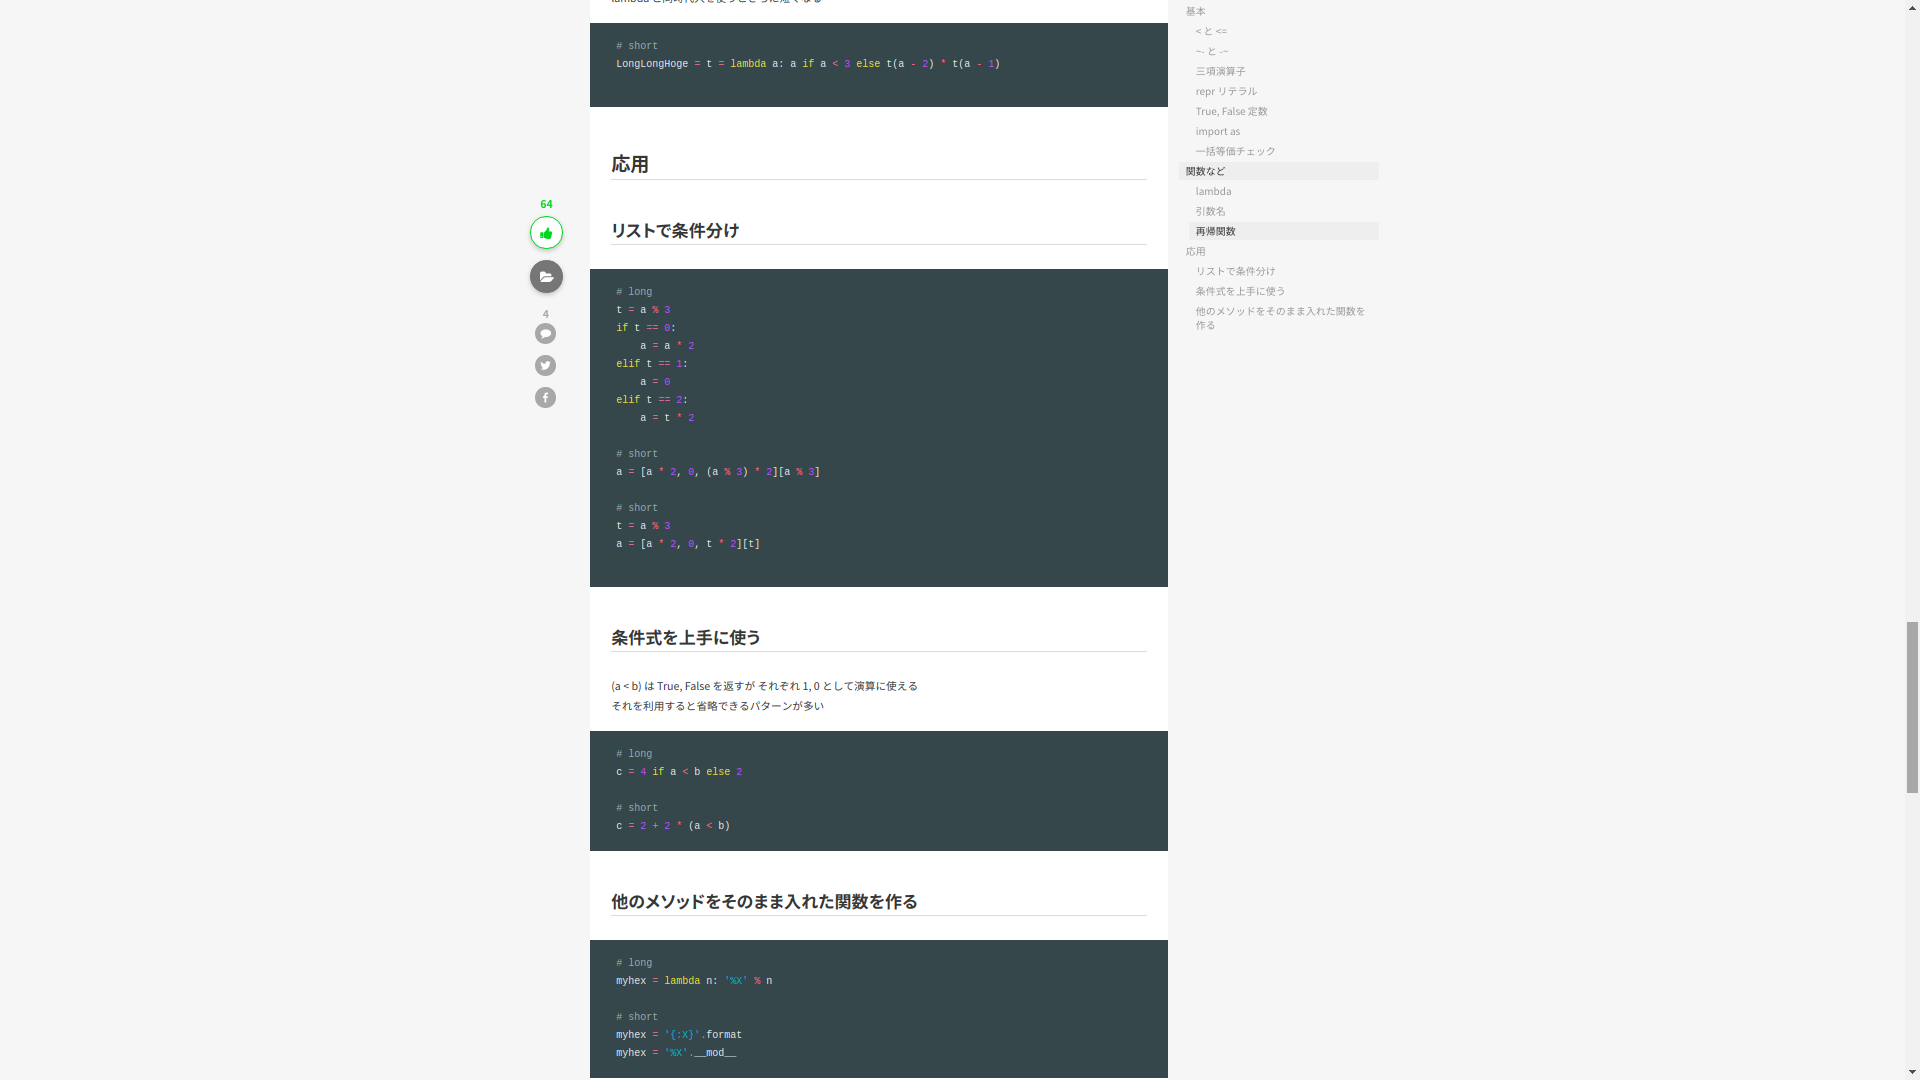 # short
LongLongHoge = t = lambda a: a if a < 3 else t(a - 2) * t(a - 1)
応用
リストで条件分け
# long
t = a % 3
if t == 0:
    a = a * 2
elif t == 1:
    a = 0
elif t == 2:
    a = t * 2
# short
a = [a * 2, 0, (a % 3) * 2][a % 3]
# short
t = a % 3
a = [a * 2, 0, t * 2][t]
条件式を上手に使う
(a < b) は True, False を返すが それぞれ 1, 0 として演算に使える
それを利用すると省略できるパターンが多い
# long
c = 4 if a < b else 2
# short
c = 2 + 2 * (a < b)
他のメソッドをそのまま入れた関数を作る
# long
myhex = lambda n: '%X' % n
# short
myhex = '{:X}'.format
myhex = '%X'.__mod__
64
4
基本
< と <=
~- と -~
三項演算子
repr リテラル
True, False 定数
import as
一括等価チェック
関数など
lambda
引数名
再帰関数
応用
リストで条件分け
条件式を上手に使う
他のメソッドをそのまま入れた関数を
作る